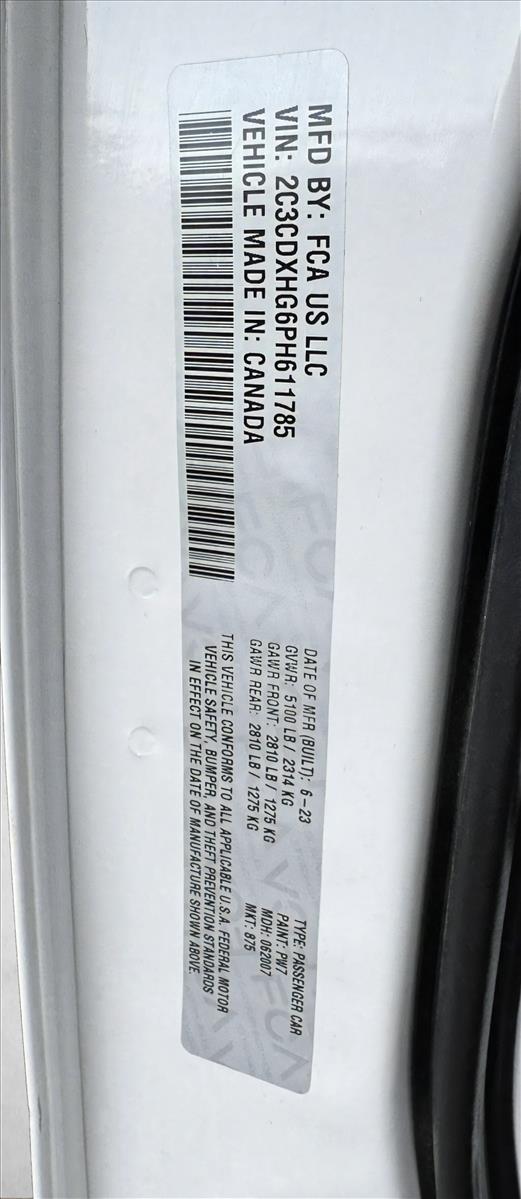 MFD BY: FCA US LLC
VIN: 2C3CDXHG6PH611785
VEHICLE MADE IN: CANADA
DATE OF MFR (BUILT): 6-23
GVWR: 5100 LB / 2314 KG
GAWR FRONT: 2810 LB / 1275 KG
GAWR REAR: 2810 LB / 1275 KG
TYPE: PASSENGER CAR
PAINT: PW7
MDH: 062007
MKT: 875
THIS VEHICLE CONFORMS TO ALL APPLICABLE U.S.A. FEDERAL MOTOR
VEHICLE SAFETY, BUMPER, AND THEFT PREVENTION STANDARDS
IN EFFECT ON THE DATE OF MANUFACTURE SHOWN ABOVE.